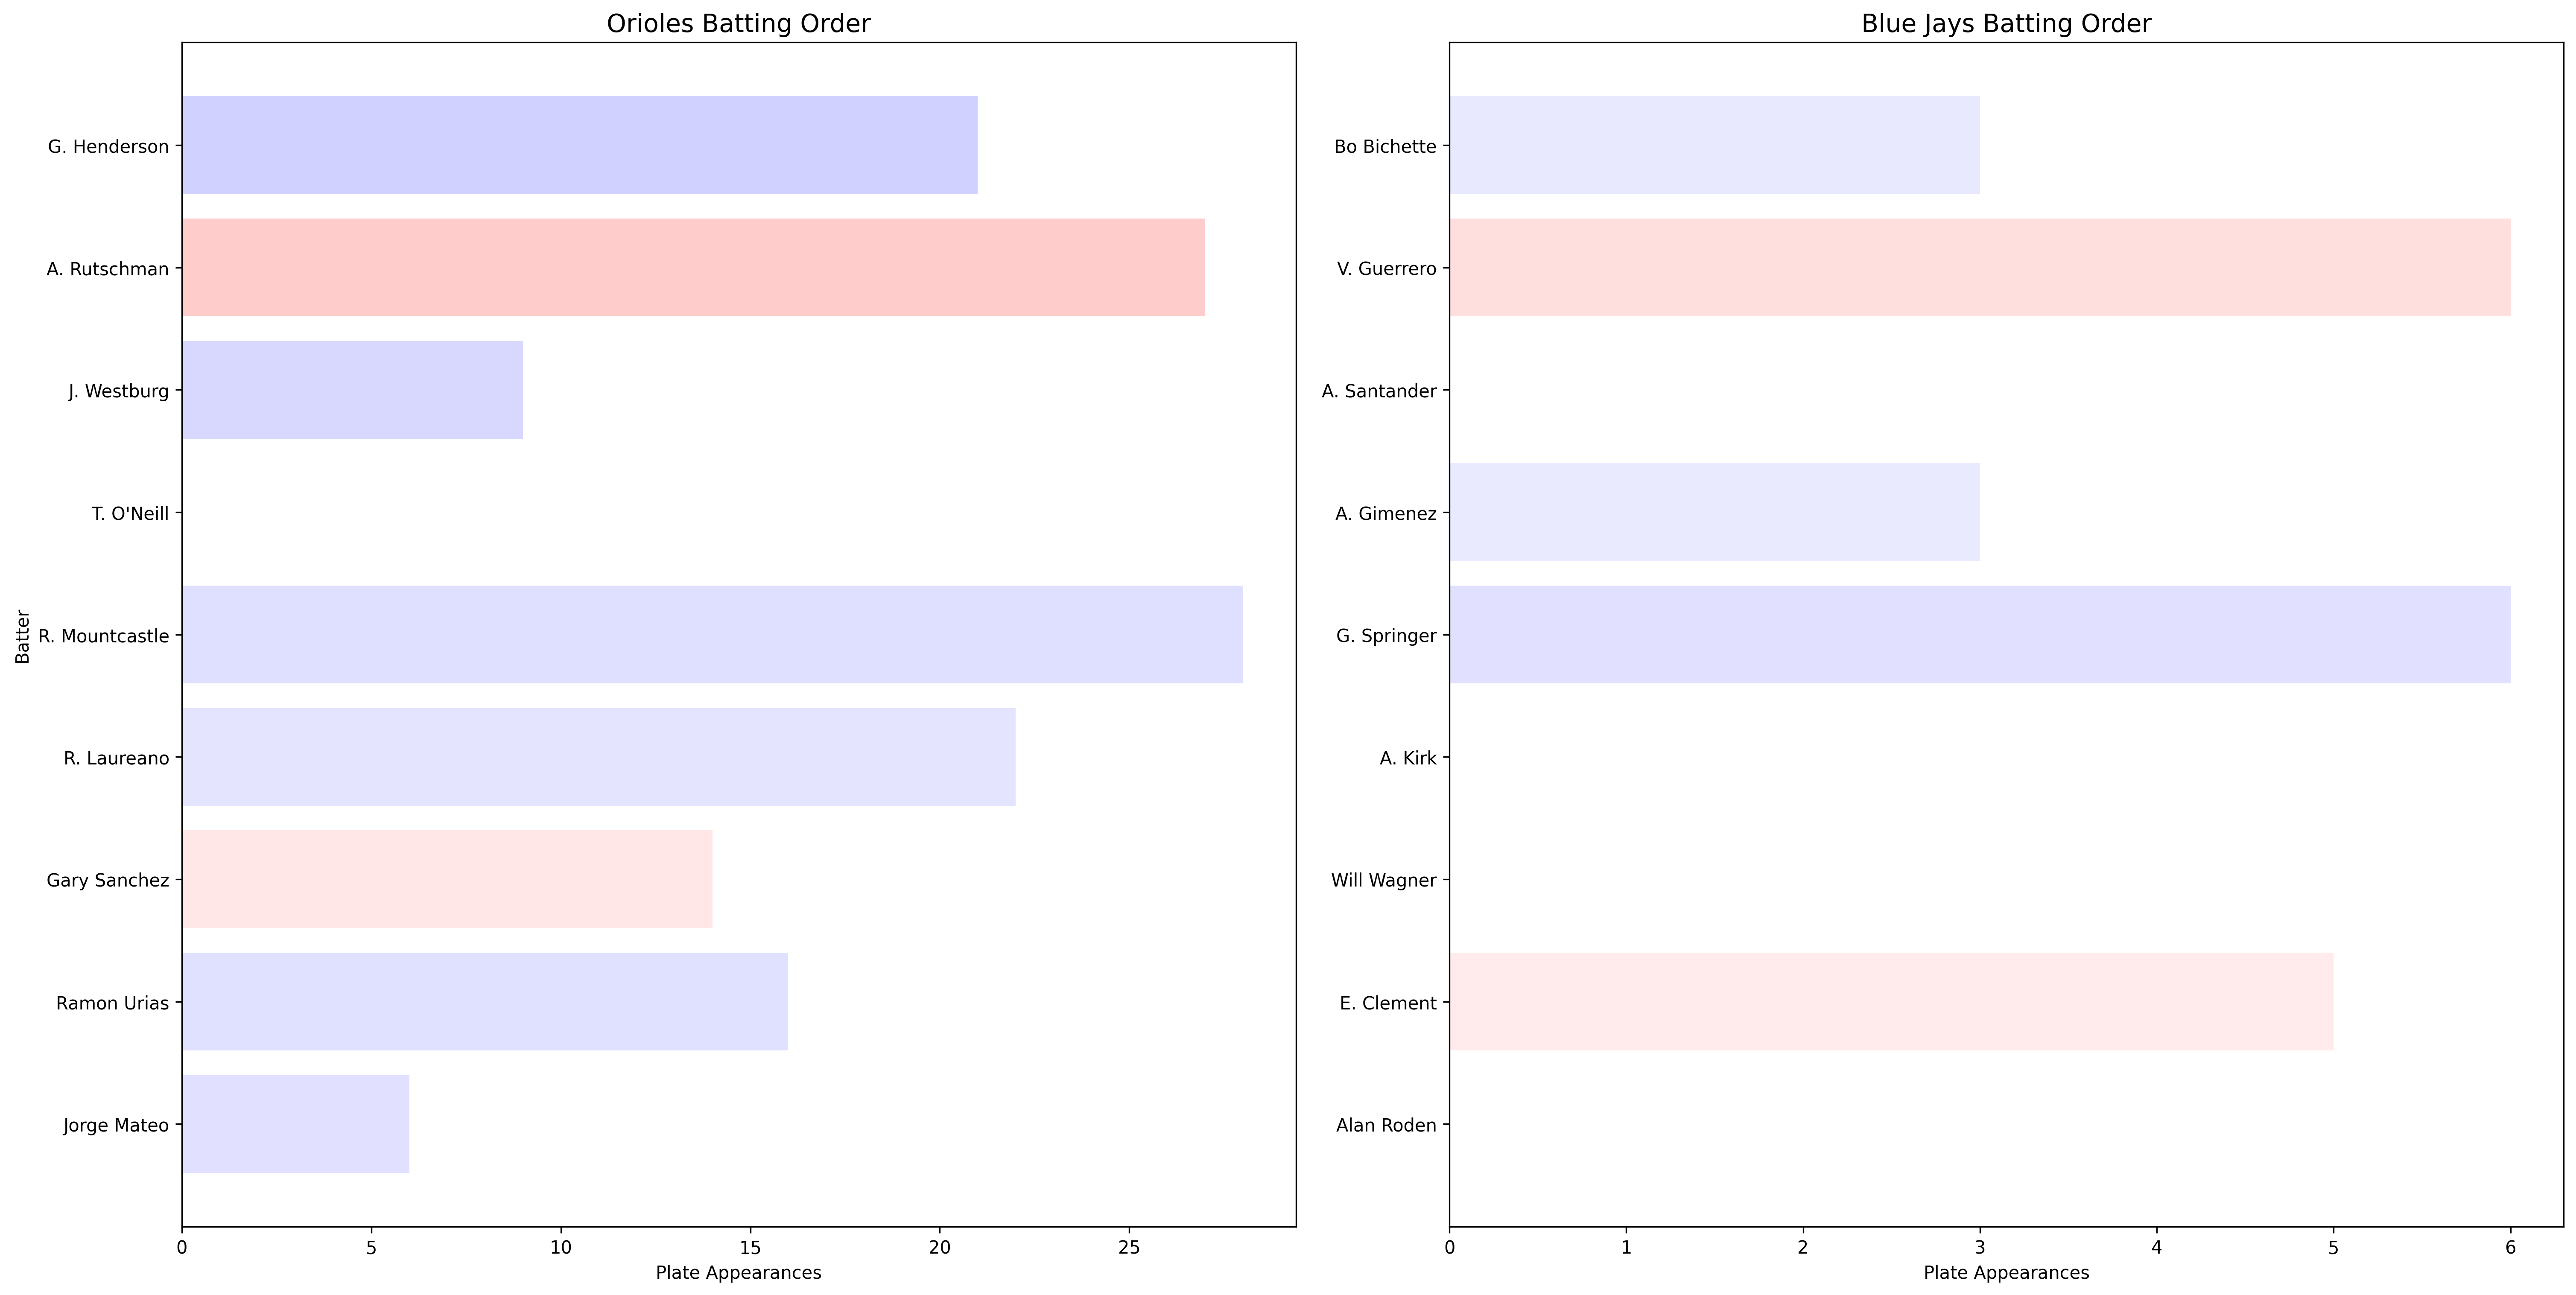 Orioles Batting Order
Batter
G. Henderson
A. Rutschman
J. Westburg
T. O'Neill
R. Mountcastle
R. Laureano
Gary Sanchez
Ramon Urias
Jorge Mateo
0 5 10 15 20 25
Plate Appearances
Blue Jays Batting Order
Bo Bichette
V. Guerrero
A. Santander
A. Gimenez
G. Springer
A. Kirk
Will Wagner
E. Clement
Alan Roden
0 1 2 3 4 5 6
Plate Appearances